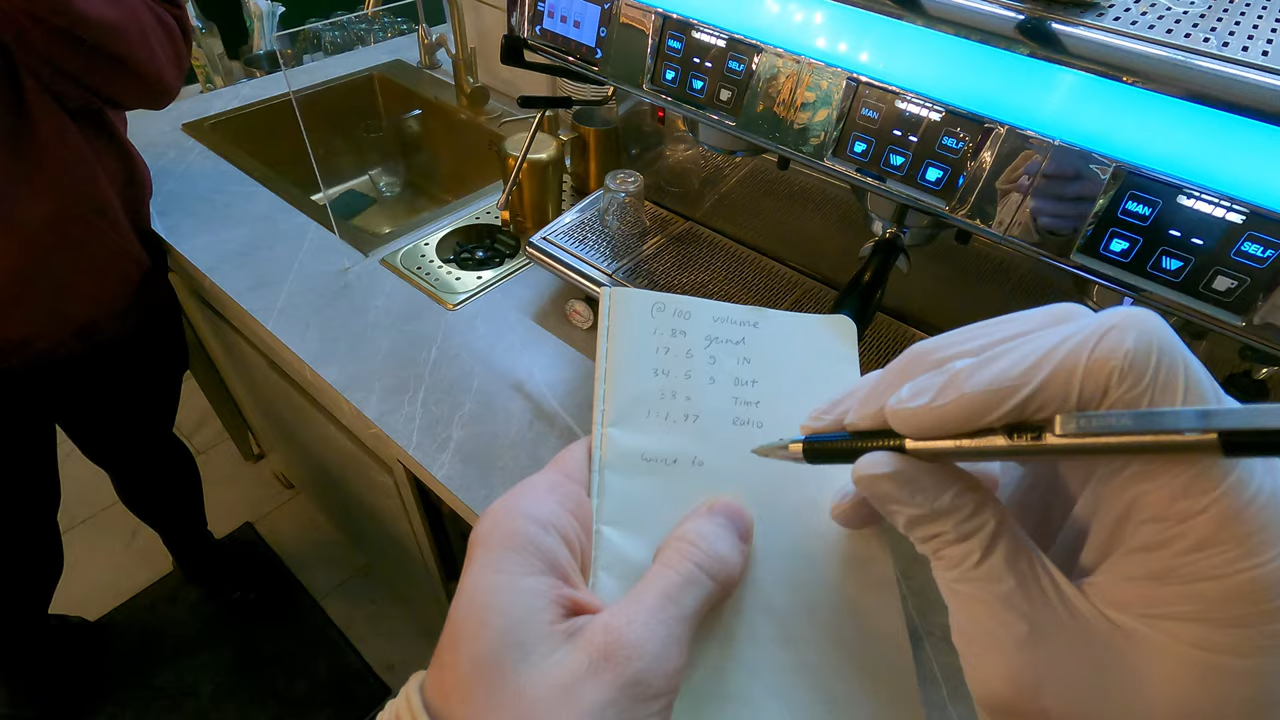 MAN
SELF
MAN
SELF
MAN
SELF
@ 100 volume
1.89 grind
17.5 g IN
34.5 g Out
33 s Time
1:1.97 Ratio
want to